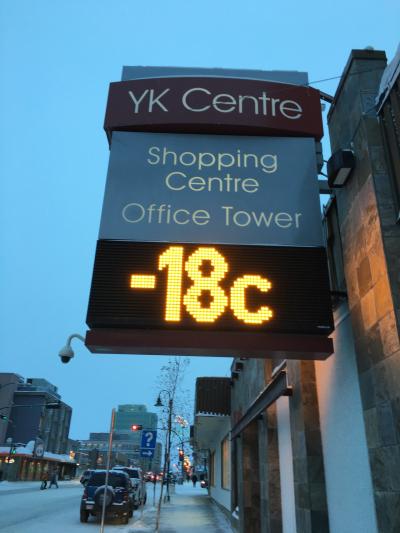 YK Centre
Shopping
Centre
Office Tower
-18c
?